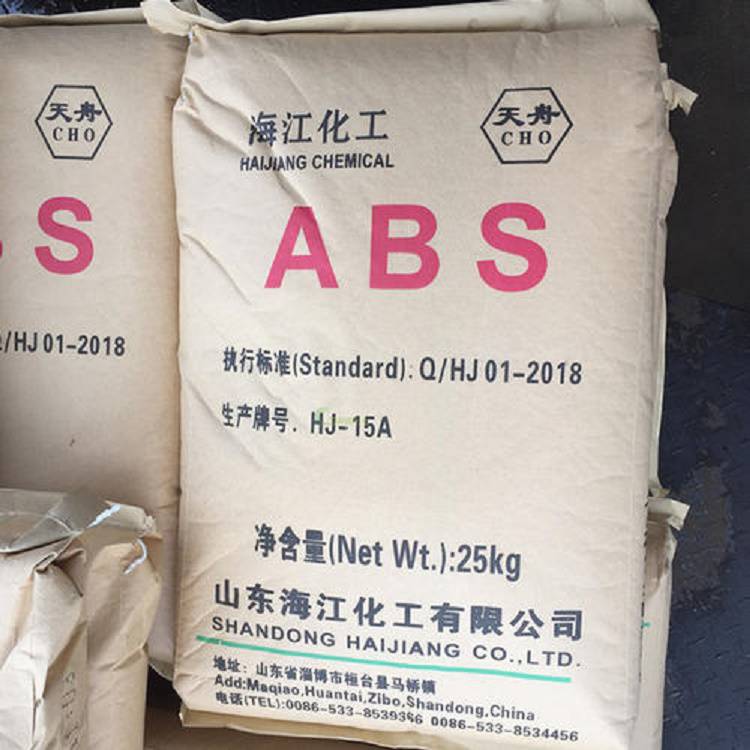 天舟
CHO
S
/HJ 01-2018
海江化工
HAIJIANG CHEMICAL
天舟
CHO
ABS
执行标准(Standard): Q/HJ 01-2018
生产牌号: HJ-15A
净含量(Net Wt.):25kg
山东海江化工有限公司
SHANDONG HAIJIANG CO.,LTD.
地址: 山东省淄博市桓台县马桥镇
Add:Maqiao,Huantai,Zibo,Shandong,China
电话(TEL):0086-533-8539366 0086-533-8534456